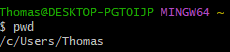 Thomas@DESKTOP-PGTOIJP MINGW64 ~
$ pwd
/c/Users/Thomas